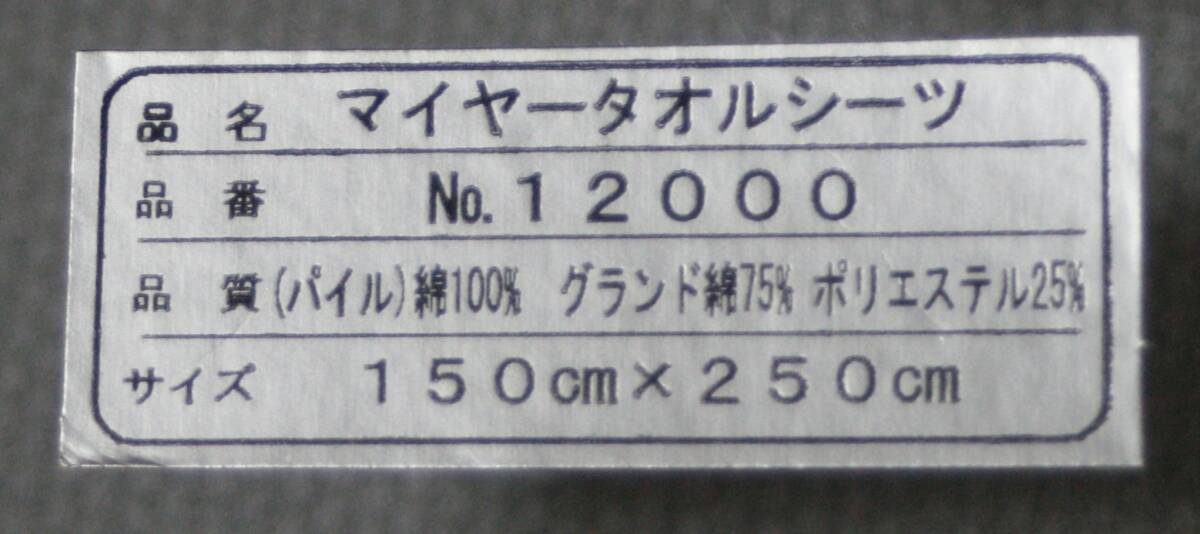 品 名 マイヤータオルシーツ
品 番 No.12000
品 質 (パイル)綿100% グランド綿75% ポリエステル25%
サイズ 150cm×250cm